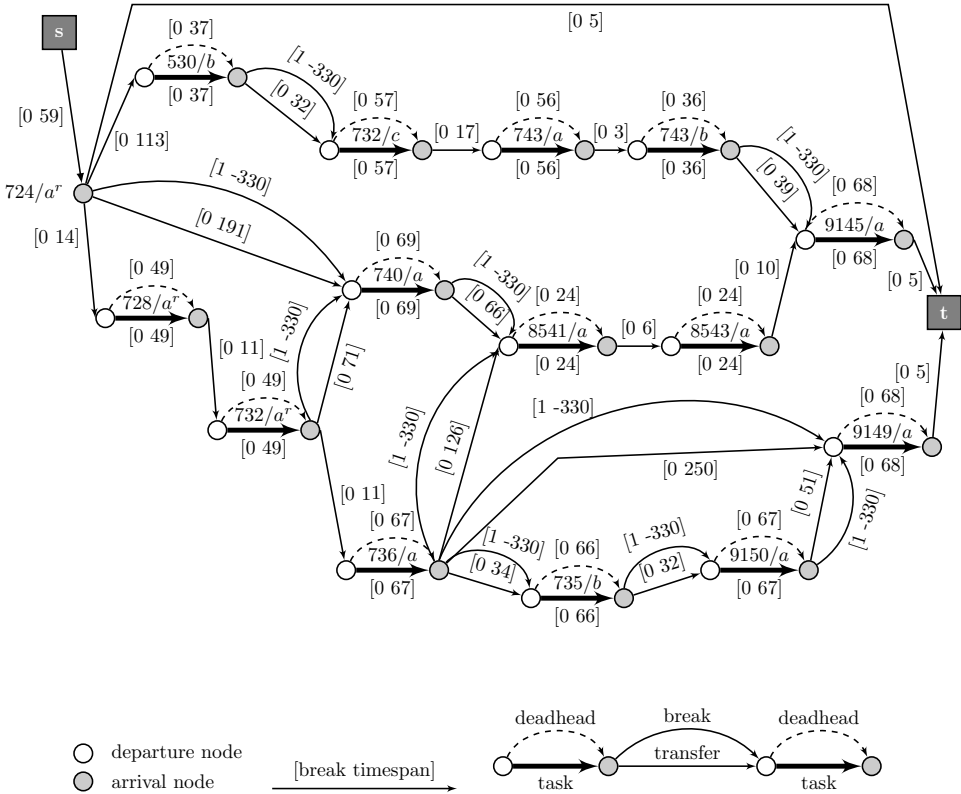 s
[0 5]
[0 37]
530/b
[0 37]
[1 -330]
[0 32]
[0 59]
[0 113]
[0 57]
732/c
[0 57]
[0 17]
[0 56]
743/a
[0 56]
[0 3]
[0 36]
743/b
[0 36]
[1 -330]
[0 39]
724/aʳ
[1 -330]
[0 191]
[0 68]
9145/a
[0 68]
[0 14]
[0 69]
740/a
[0 69]
[1 -330]
[0 66]
[0 10]
[0 5]
[0 49]
728/aʳ
[0 49]
[0 24]
8541/a
[0 24]
[0 6]
[0 24]
8543/a
[0 24]
t
[0 11]
[1 -330]
[0 71]
[0 49]
732/aʳ
[0 49]
[1 -330]
[0 126]
[1 -330]
[0 250]
[0 5]
[0 68]
9149/a
[0 68]
[0 11]
[0 67]
736/a
[0 67]
[1 -330]
[0 34]
[0 66]
735/b
[0 66]
[1 -330]
[0 32]
[0 67]
9150/a
[0 67]
[0 51]
[1 -330]
departure node
arrival node
[break timespan]
deadhead
task
break
transfer
deadhead
task